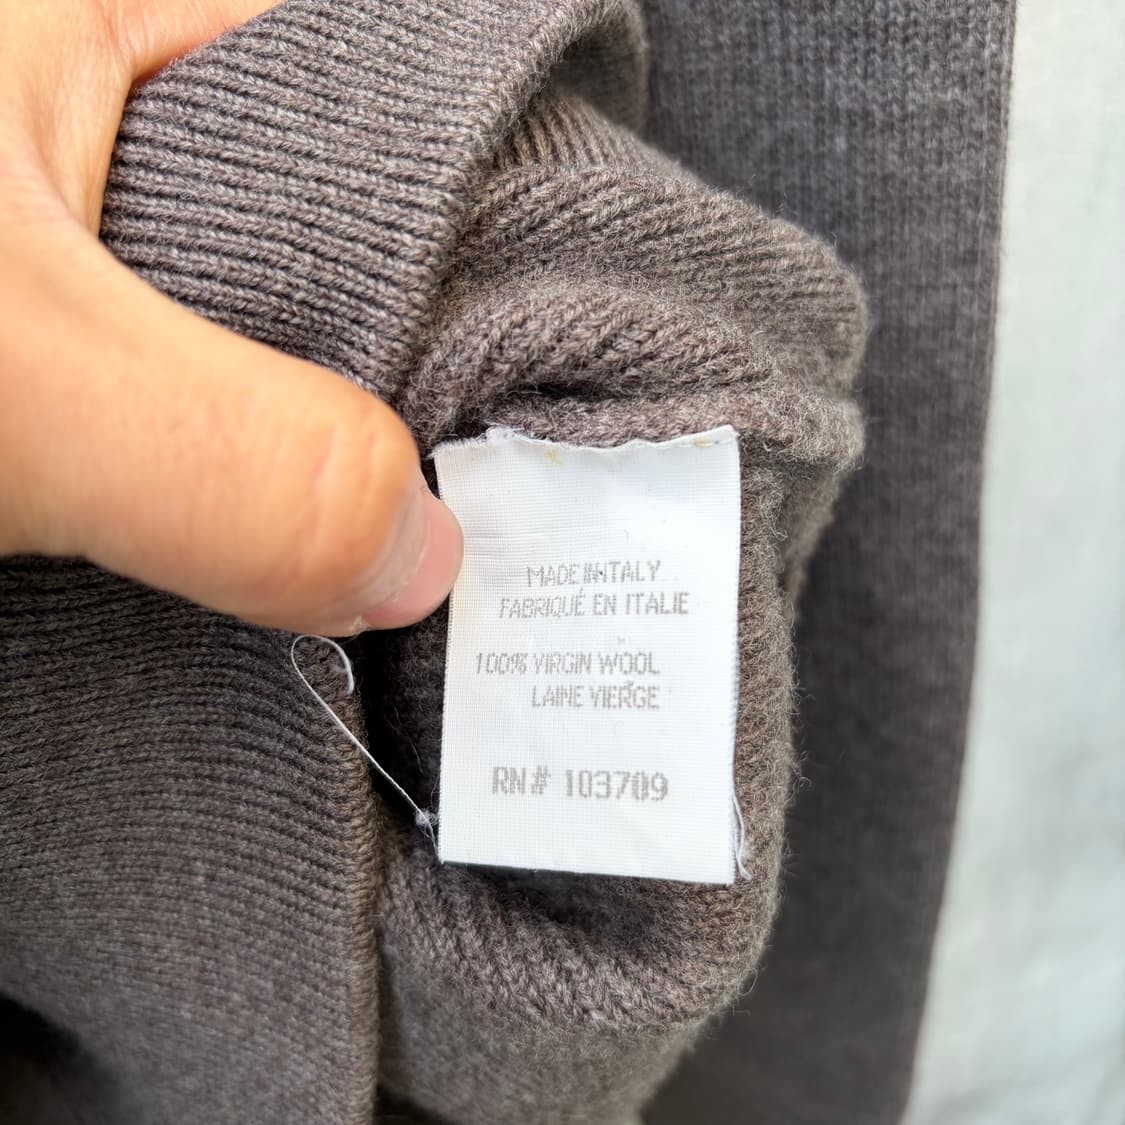 MADE IN ITALY
FABRIQUÉ EN ITALIE
100% VIRGIN WOOL
LAINE VIERGE
RN# 103709